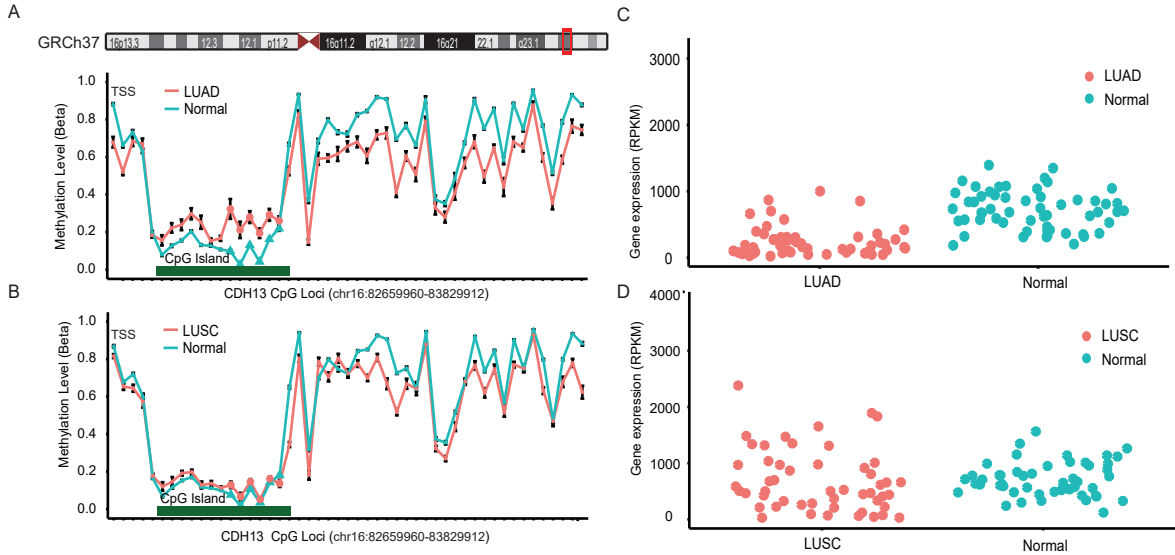 A
GRCh37 16p13.3 12.3 12.1 p11.2 16q11.2 q12.1 12.2 16q21 22.1 q23.1
Methylation Level (Beta)
1.0
0.8
0.6
0.4
0.2
0.0
TSS
LUAD
Normal
CpG Island
CDH13 CpG Loci (chr16:82659960-83829912)
B
Methylation Level (Beta)
1.0
0.8
0.6
0.4
0.2
0.0
TSS
LUSC
Normal
CpG Island
CDH13 CpG Loci (chr16:82659960-83829912)
C
Gene expression (RPKM)
3000
2000
1000
0
LUAD
Normal
LUAD Normal
D
Gene expression (RPKM)
4000
3000
2000
1000
0
LUSC
Normal
LUSC Normal